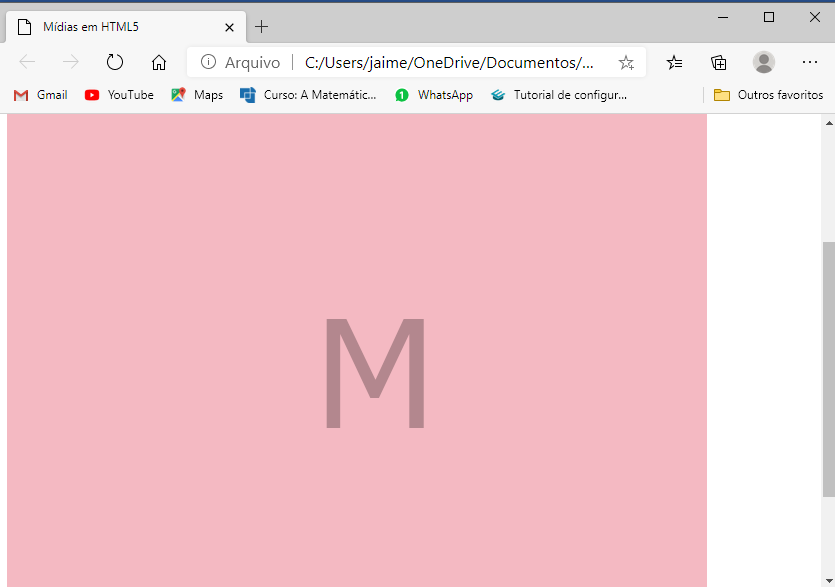 Mídias em HTML5
Arquivo | C:/Users/jaime/OneDrive/Documentos/...
Gmail YouTube Maps Curso: A Matemátic... 1 WhatsApp Tutorial de configur... Outros favoritos
M